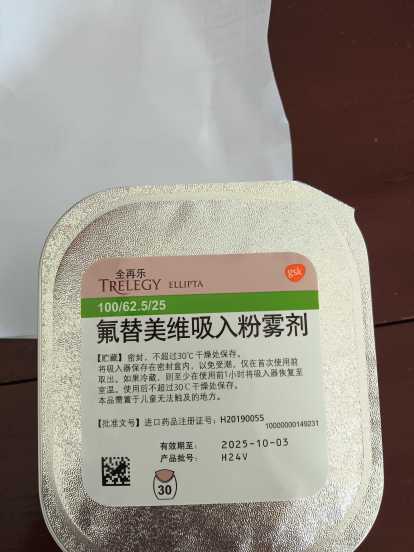 全再乐
TRELEGY ELLIPTA
gsk
100/62.5/25
氟替美维吸入粉雾剂
【贮藏】密封，不超过30℃干燥处保存。
将吸入器保存在密封盒内，以免受潮，仅在首次使用前
取出。如果冷藏，则至少在使用前1小时将吸入器恢复至
室温。使用后不超过30℃干燥处保存。
本品需置于儿童无法触及的地方。
【批准文号】进口药品注册证号：H20190055
10000000149231
有效期至： 2025-10-03
产品批号： H24V
30